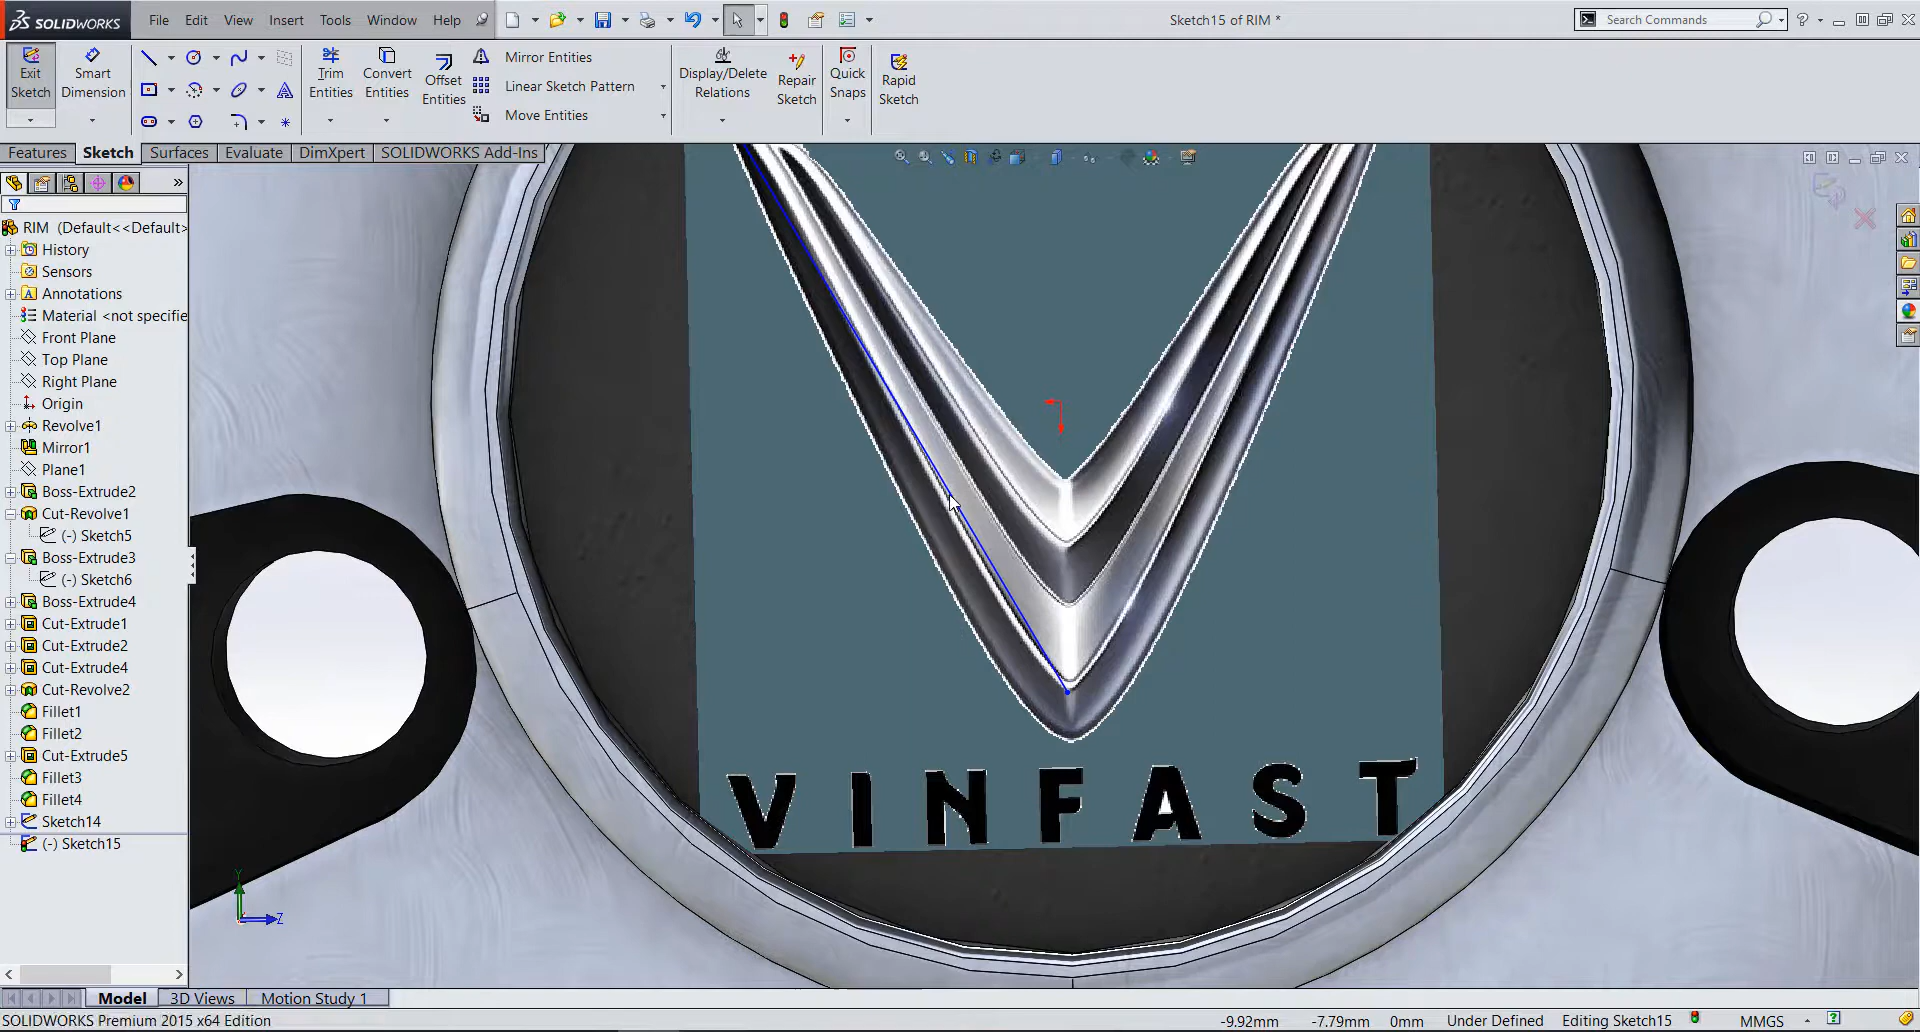 SOLIDWORKS File Edit View Insert Tools Window Help Sketch15 of RIM * Search Commands
Exit Sketch
Smart Dimension
Trim Entities
Convert Entities
Offset Entities
Mirror Entities
Linear Sketch Pattern
Move Entities
Display/Delete Relations
Repair Sketch
Quick Snaps
Rapid Sketch
Features Sketch Surfaces Evaluate DimXpert SOLIDWORKS Add-Ins
RIM (Default<<Default>
History
Sensors
Annotations
Material <not specifie
Front Plane
Top Plane
Right Plane
Origin
Revolve1
Mirror1
Plane1
Boss-Extrude2
Cut-Revolve1
(-) Sketch5
Boss-Extrude3
(-) Sketch6
Boss-Extrude4
Cut-Extrude1
Cut-Extrude2
Cut-Extrude4
Cut-Revolve2
Fillet1
Fillet2
Cut-Extrude5
Fillet3
Fillet4
Sketch14
(-) Sketch15
VINFAST
Y
Z
Model 3D Views Motion Study 1
SOLIDWORKS Premium 2015 x64 Edition -9.92mm -7.79mm 0mm Under Defined Editing Sketch15 MMGS